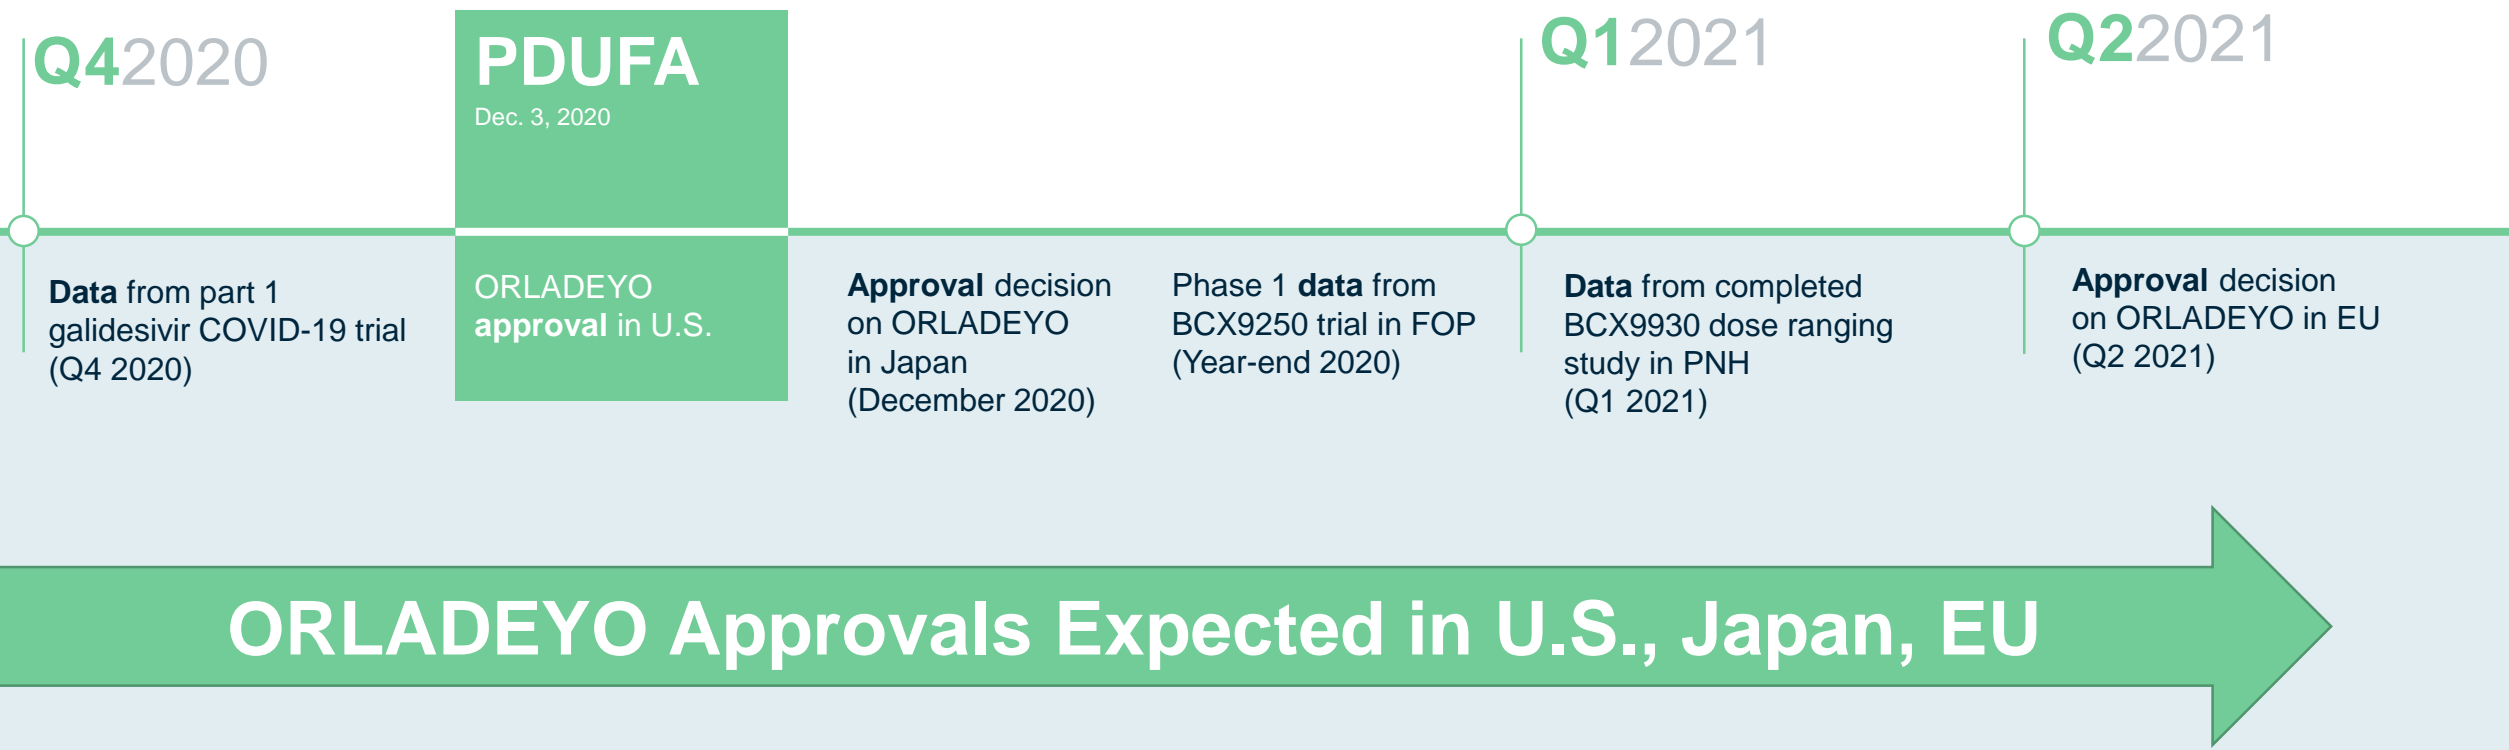 Q42020
Data from part 1
galidesivir COVID-19 trial
(Q4 2020)
PDUFA
Dec. 3, 2020
ORLADEYO
approval in U.S.
Approval decision
on ORLADEYO
in Japan
(December 2020)
Phase 1 data from
BCX9250 trial in FOP
(Year-end 2020)
Q12021
Data from completed
BCX9930 dose ranging
study in PNH
(Q1 2021)
Q22021
Approval decision
on ORLADEYO in EU
(Q2 2021)
ORLADEYO Approvals Expected in U.S., Japan, EU